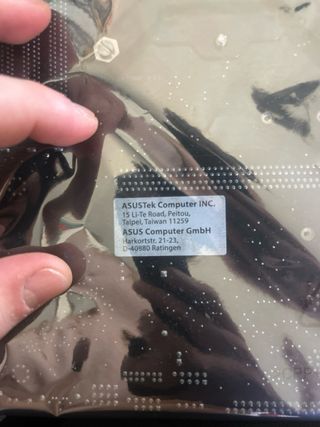 ASUSTek Computer INC.
15 Li-Te Road, Peitou,
Taipei, Taiwan 11259
ASUS Computer GmbH
Harkortstr. 21-23,
D-40880 Ratingen